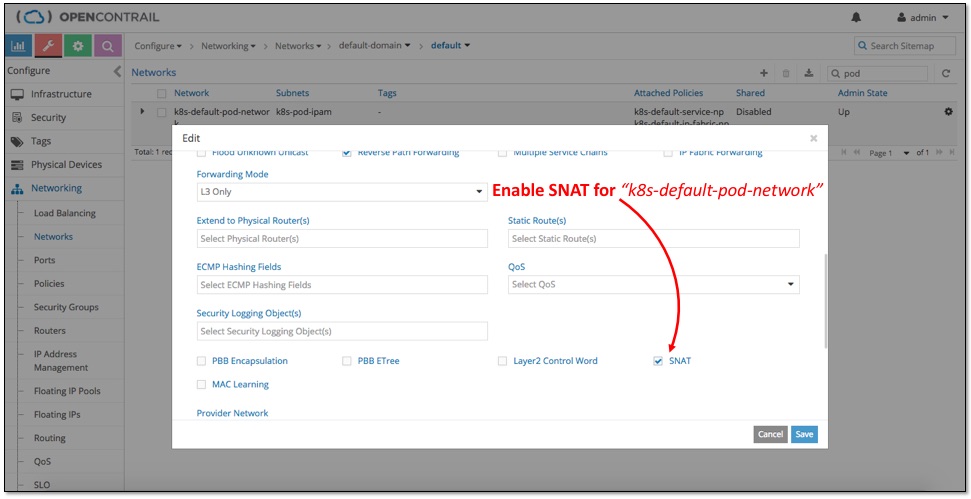 OPENCONTRAIL
admin
Configure > Networking > Networks > default-domain > default
Search Sitemap
Configure
Networks
pod
Infrastructure
Security
Tags
Physical Devices
Networking
Load Balancing
Networks
Ports
Policies
Security Groups
Routers
IP Address
Management
Floating IP Pools
Floating IPs
Routing
QoS
SLO
Network Subnets Tags Attached Policies Shared Admin State
k8s-default-pod-networ k8s-pod-ipam - k8s-default-service-np Disabled Up
k8s-default-ip-fabric-np
Total: 1 rec
Page 1 of 1
Edit
Flood Unknown Unicast Reverse Path Forwarding Multiple Service Chains IP Fabric Forwarding
Forwarding Mode
L3 Only
Enable SNAT for “k8s-default-pod-network”
Extend to Physical Router(s) Static Route(s)
Select Physical Router(s) Select Static Route(s)
ECMP Hashing Fields QoS
Select ECMP Hashing Fields Select QoS
Security Logging Object(s)
Select Security Logging Object(s)
PBB Encapsulation PBB ETree Layer2 Control Word SNAT
MAC Learning
Provider Network
Cancel Save